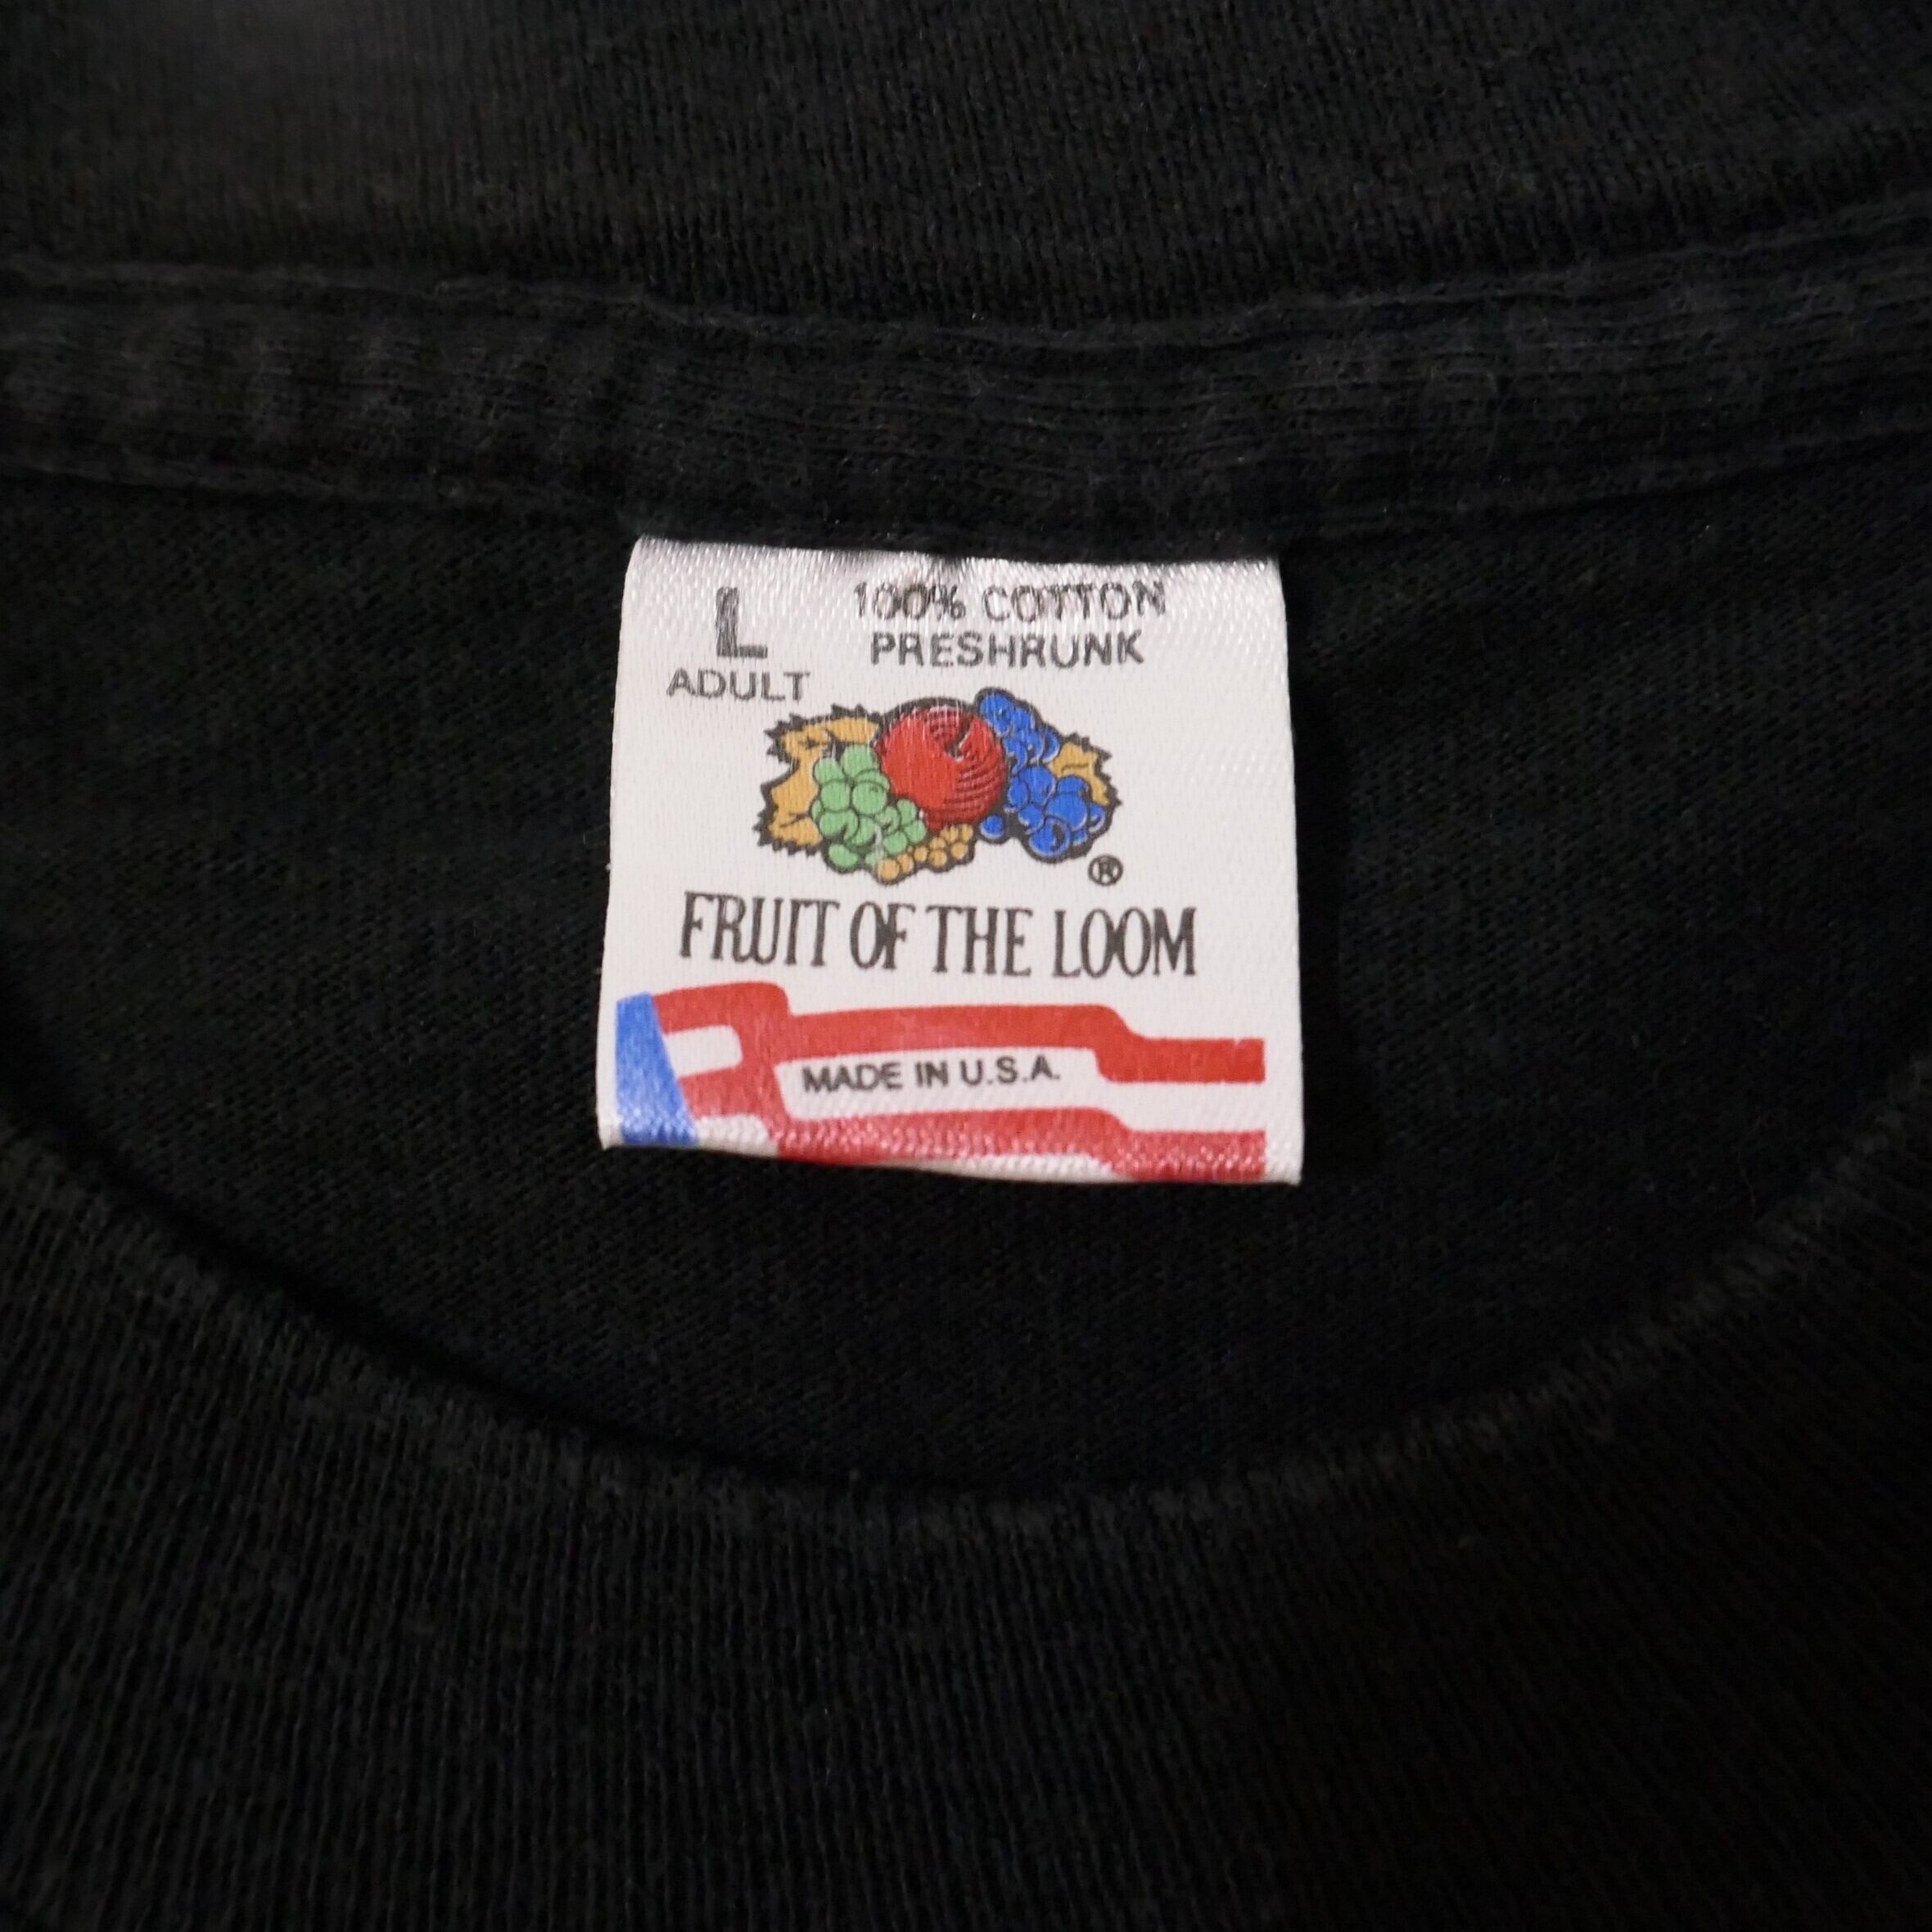 L
ADULT
100% COTTON
PRESHRUNK
®
FRUIT OF THE LOOM
MADE IN U.S.A.